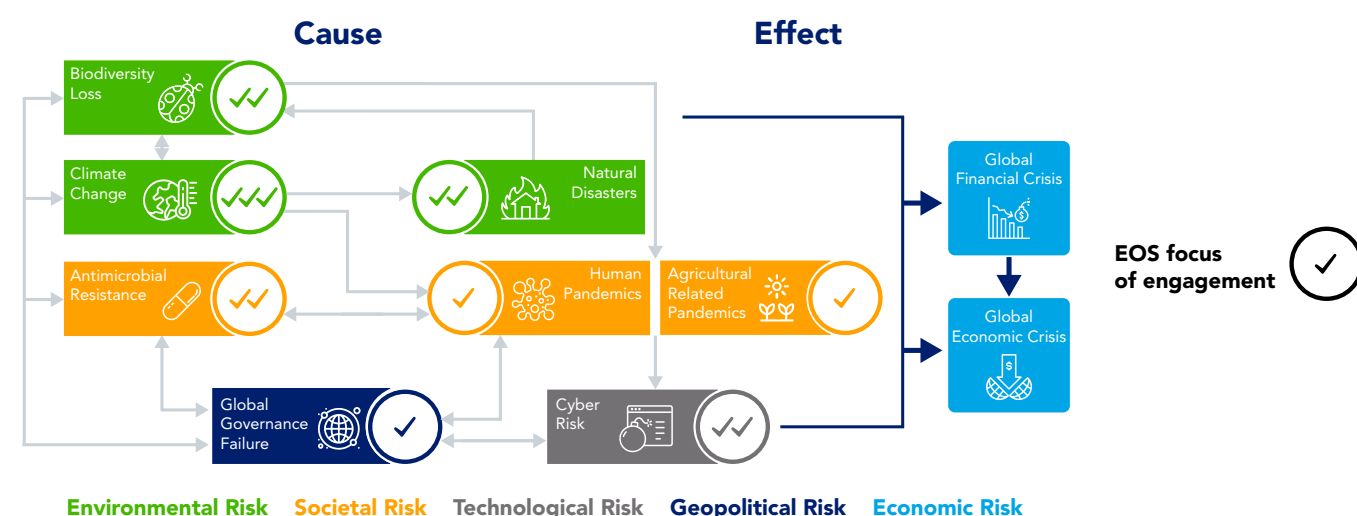 Cause
Effect
Biodiversity
Loss
Climate
Change
Natural
Disasters
Global
Financial Crisis
$
EOS focus
of engagement
Antimicrobial
Resistance
Human
Pandemics
Agricultural
Related
Pandemics
Global
Economic Crisis
$
Global
Governance
Failure
Cyber
Risk
Environmental Risk
Societal Risk
Technological Risk
Geopolitical Risk
Economic Risk